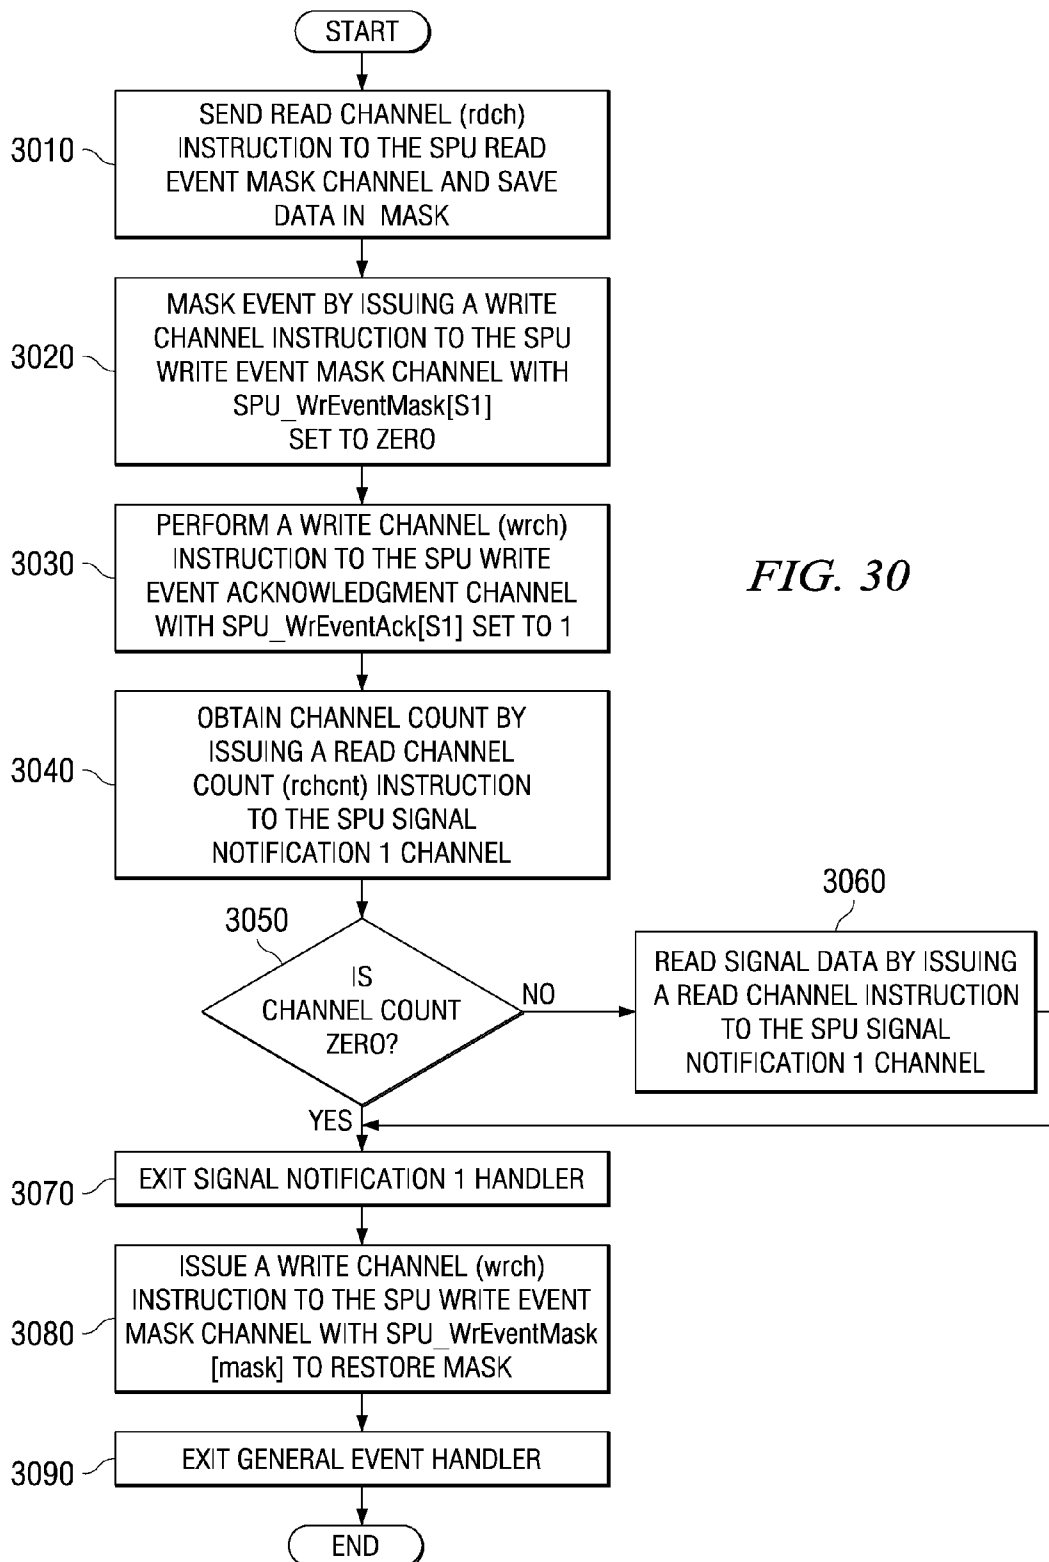 START
3010
SEND READ CHANNEL (rdch)
INSTRUCTION TO THE SPU READ
EVENT MASK CHANNEL AND SAVE
DATA IN MASK
3020
MASK EVENT BY ISSUING A WRITE
CHANNEL INSTRUCTION TO THE SPU
WRITE EVENT MASK CHANNEL WITH
SPU_WrEventMask[S1]
SET TO ZERO
3030
PERFORM A WRITE CHANNEL (wrch)
INSTRUCTION TO THE SPU WRITE
EVENT ACKNOWLEDGMENT CHANNEL
WITH SPU_WrEventAck[S1] SET TO 1
FIG. 30
3040
OBTAIN CHANNEL COUNT BY
ISSUING A READ CHANNEL
COUNT (rchcnt) INSTRUCTION
TO THE SPU SIGNAL
NOTIFICATION 1 CHANNEL
3050
IS
CHANNEL COUNT
ZERO?
NO
3060
READ SIGNAL DATA BY ISSUING
A READ CHANNEL INSTRUCTION
TO THE SPU SIGNAL
NOTIFICATION 1 CHANNEL
YES
3070
EXIT SIGNAL NOTIFICATION 1 HANDLER
3080
ISSUE A WRITE CHANNEL (wrch)
INSTRUCTION TO THE SPU WRITE EVENT
MASK CHANNEL WITH SPU_WrEventMask
[mask] TO RESTORE MASK
3090
EXIT GENERAL EVENT HANDLER
END